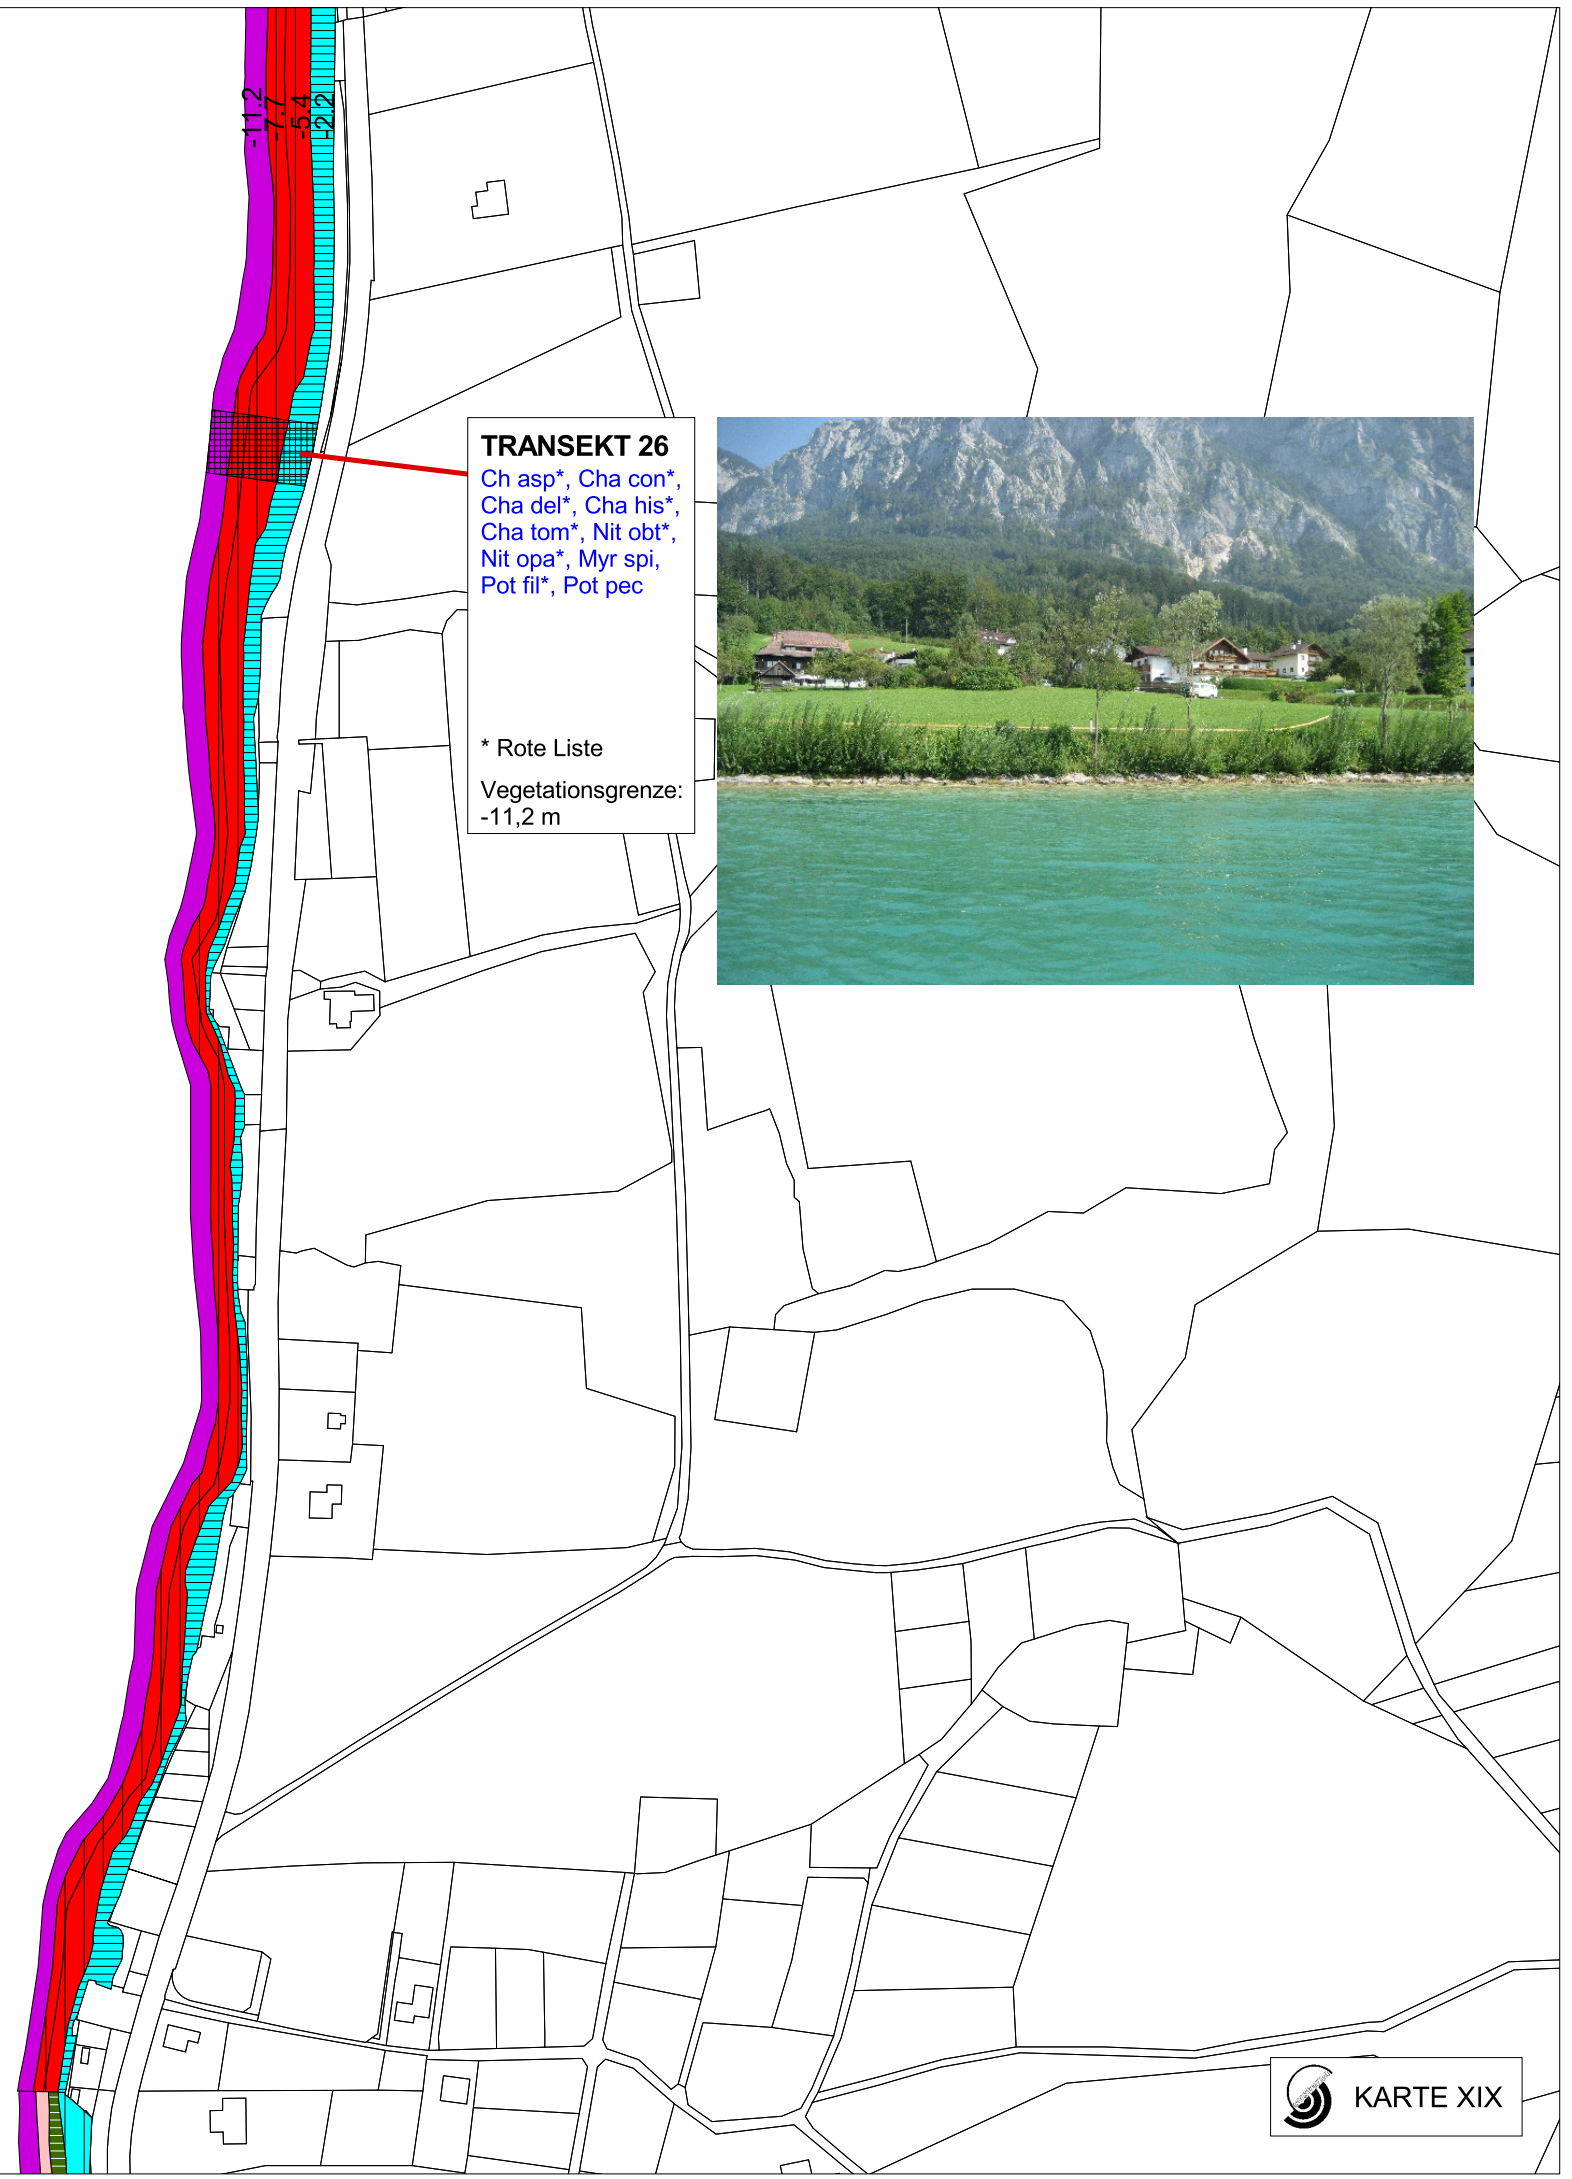 -11.2
-7.7
-5.4
-2.2
TRANSEKT 26
Ch asp*, Cha con*,
Cha del*, Cha his*,
Cha tom*, Nit obt*,
Nit opa*, Myr spi,
Pot fil*, Pot pec
* Rote Liste
Vegetationsgrenze:
-11,2 m
KARTE XIX